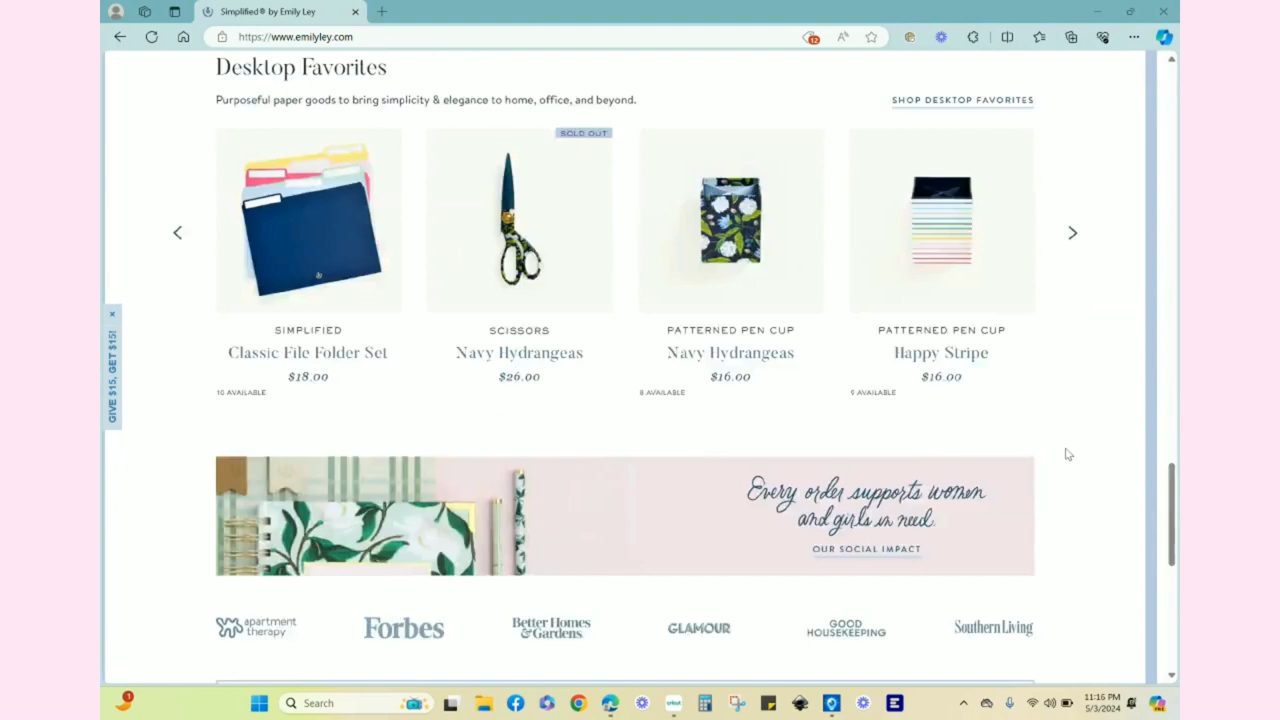 Simplified® by Emily Ley
https://www.emilyley.com
12
Desktop Favorites
Purposeful paper goods to bring simplicity & elegance to home, office, and beyond.
SHOP DESKTOP FAVORITES
SOLD OUT
SIMPLIFIED
Classic File Folder Set
$18.00
10 AVAILABLE
SCISSORS
Navy Hydrangeas
$26.00
PATTERNED PEN CUP
Navy Hydrangeas
$16.00
8 AVAILABLE
PATTERNED PEN CUP
Happy Stripe
$16.00
9 AVAILABLE
GIVE $15, GET $15!
Every order supports women
and girls in need.
OUR SOCIAL IMPACT
apartment
therapy
Forbes
Better Homes
& Gardens
GLAMOUR
GOOD
HOUSEKEEPING
Southern Living
1
Search
cricut
11:16 PM
5/3/2024